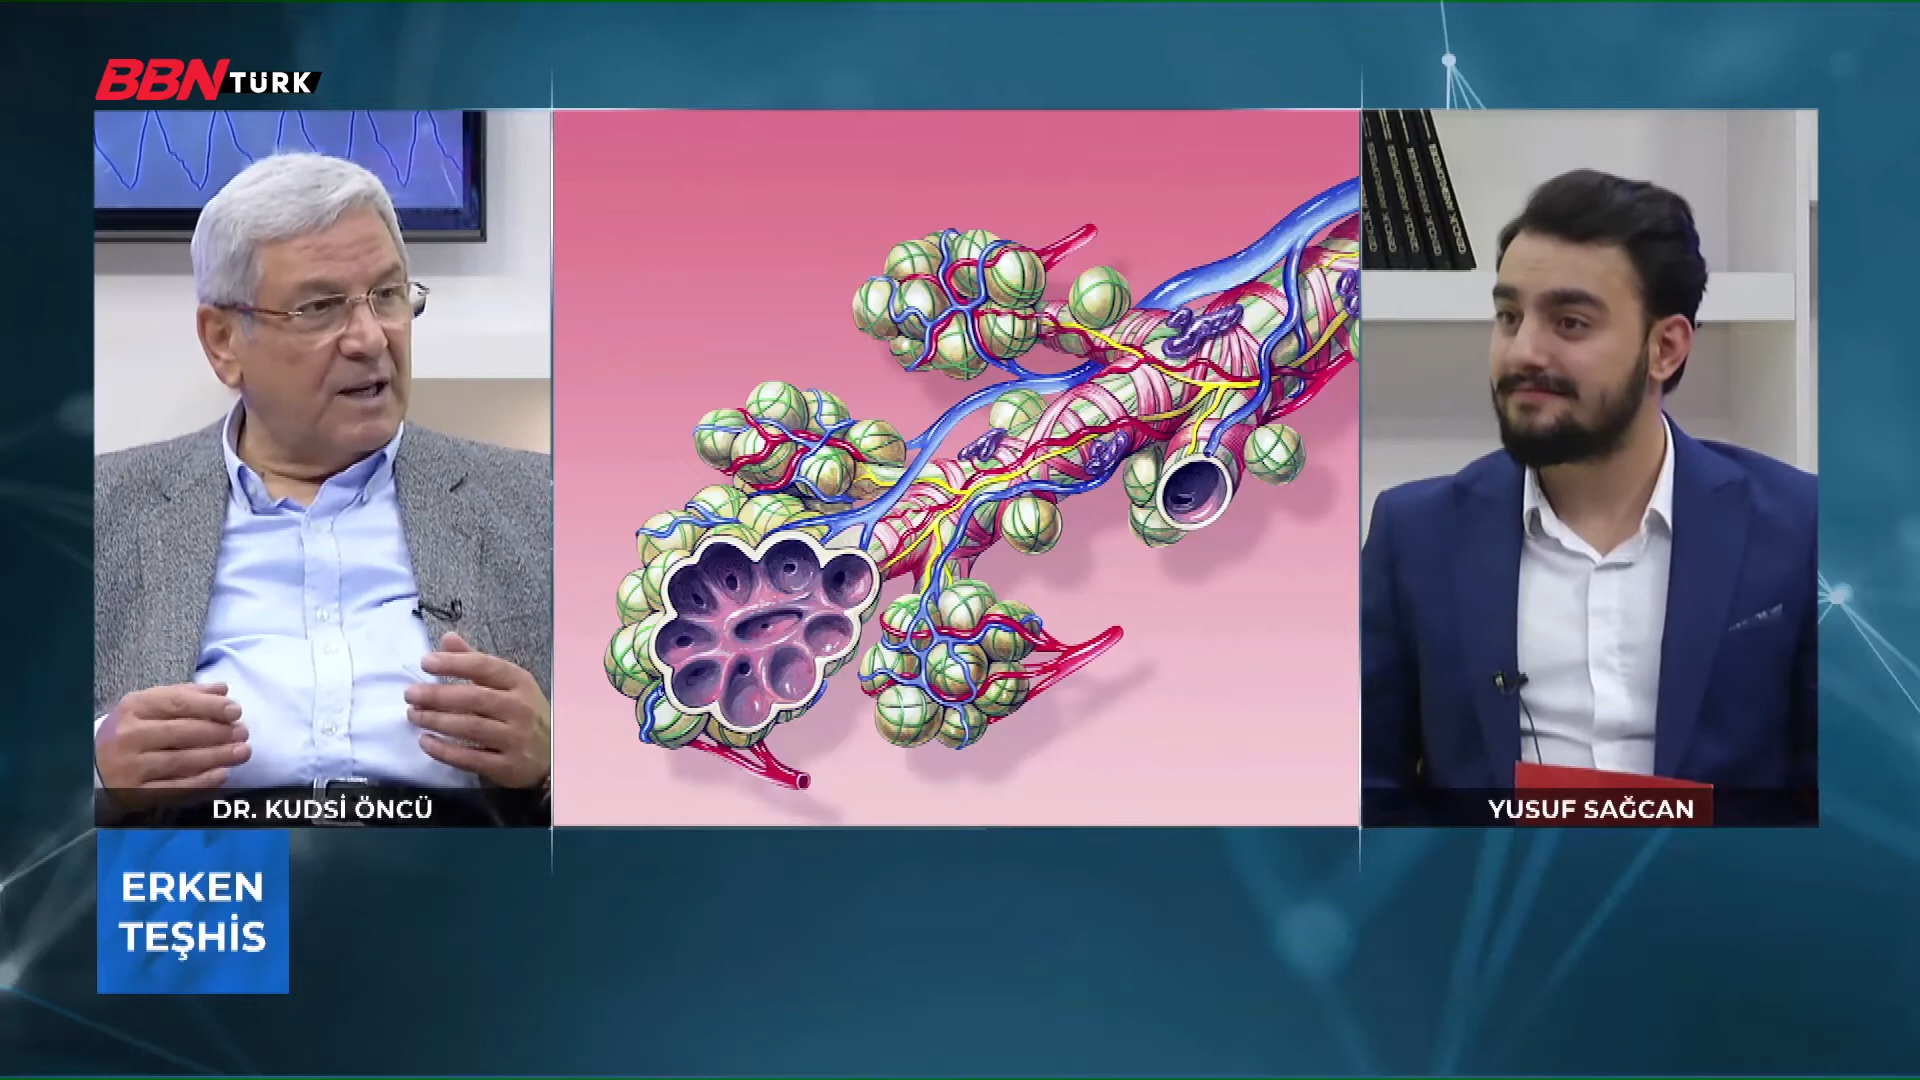 BBN TÜRK
DR. KUDSİ ÖNCÜ
YUSUF SAĞCAN
ERKEN
TEŞHİS